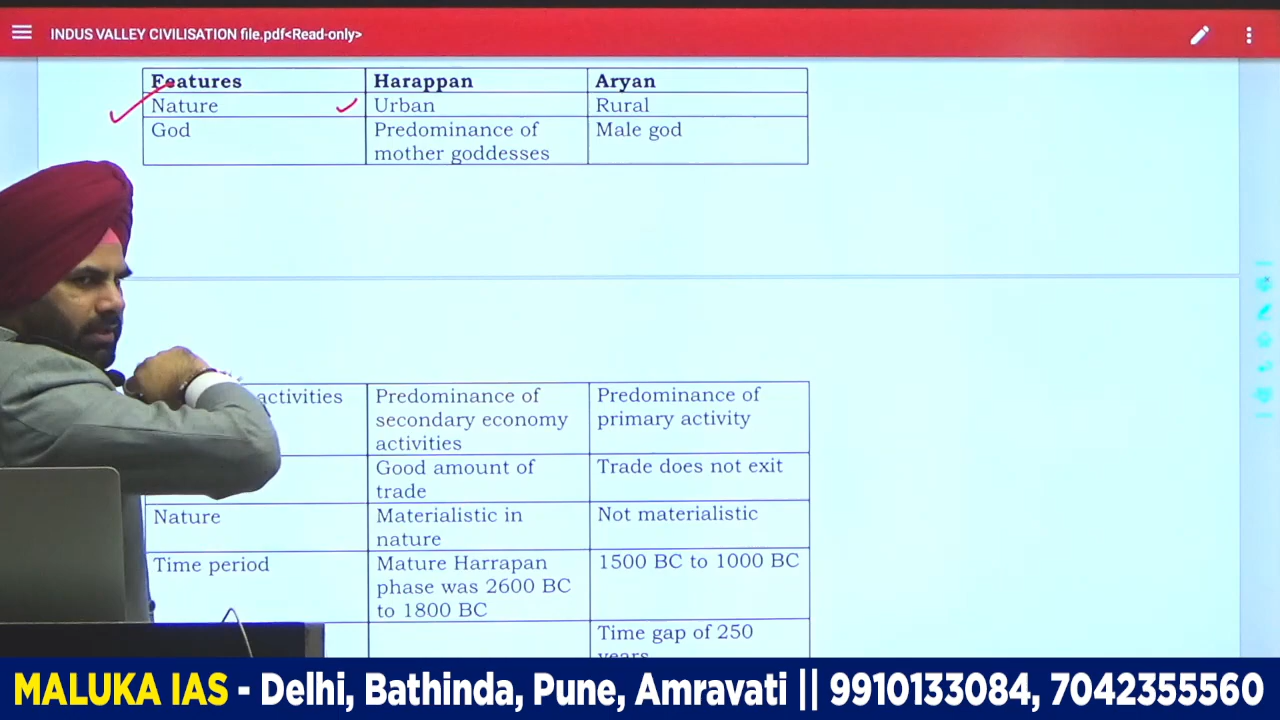 INDUS VALLEY CIVILISATION file.pdf<Read-only>
Features Harappan Aryan
Nature Urban Rural
God Predominance of Male god
mother goddesses
activities Predominance of Predominance of
secondary economy primary activity
activities
Good amount of Trade does not exit
trade
Nature Materialistic in Not materialistic
nature
Time period Mature Harrapan 1500 BC to 1000 BC
phase was 2600 BC
to 1800 BC
Time gap of 250
years
MALUKA IAS - Delhi, Bathinda, Pune, Amravati || 9910133084, 7042355560